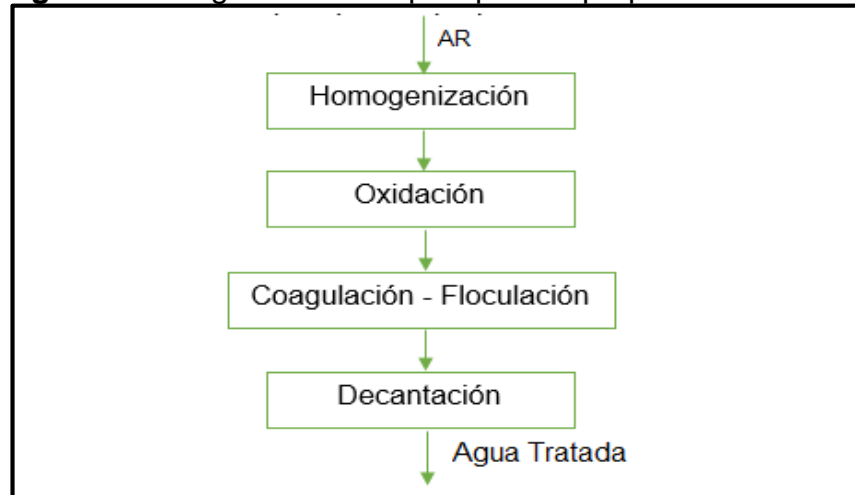 AR
Homogenización
Oxidación
Coagulación - Floculación
Decantación
Agua Tratada